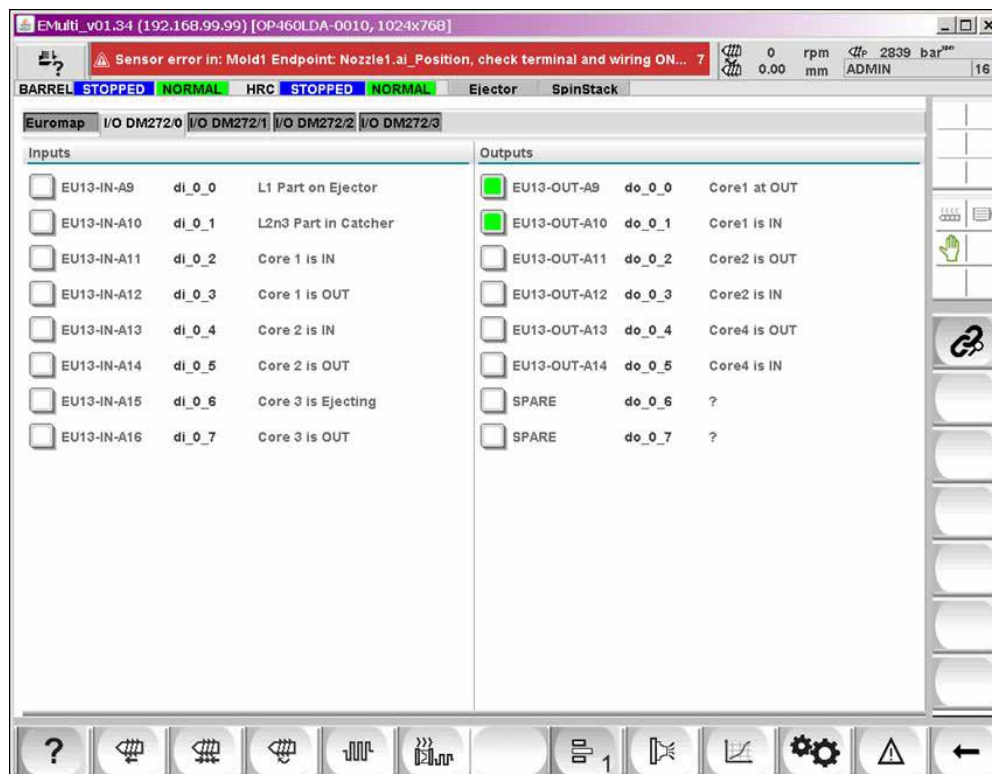 EMulti_v01.34 (192.168.99.99) [OP460LDA-0010, 1024x768]
Sensor error in: Mold1 Endpoint: Nozzle1.ai_Position, check terminal and wiring ON... 7
0 rpm 2839 bar
0.00 mm ADMIN 16
BARREL STOPPED NORMAL HRC STOPPED NORMAL Ejector SpinStack
Euromap I/O DM272/0 I/O DM272/1 I/O DM272/2 I/O DM272/3
Inputs Outputs
EU13-IN-A9 di_0_0 L1 Part on Ejector EU13-OUT-A9 do_0_0 Core1 at OUT
EU13-IN-A10 di_0_1 L2n3 Part in Catcher EU13-OUT-A10 do_0_1 Core1 is IN
EU13-IN-A11 di_0_2 Core 1 is IN EU13-OUT-A11 do_0_2 Core2 is OUT
EU13-IN-A12 di_0_3 Core 1 is OUT EU13-OUT-A12 do_0_3 Core2 is IN
EU13-IN-A13 di_0_4 Core 2 is IN EU13-OUT-A13 do_0_4 Core4 is OUT
EU13-IN-A14 di_0_5 Core 2 is OUT EU13-OUT-A14 do_0_5 Core4 is IN
EU13-IN-A15 di_0_6 Core 3 is Ejecting SPARE do_0_6 ?
EU13-IN-A16 di_0_7 Core 3 is OUT SPARE do_0_7 ?
? 1